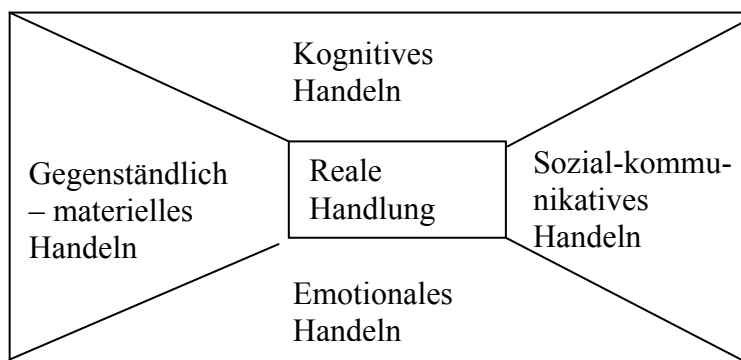 Kognitives
Handeln
Gegenständlich
– materielles
Handeln
Reale
Handlung
Sozial-kommu-
nikatives
Handeln
Emotionales
Handeln